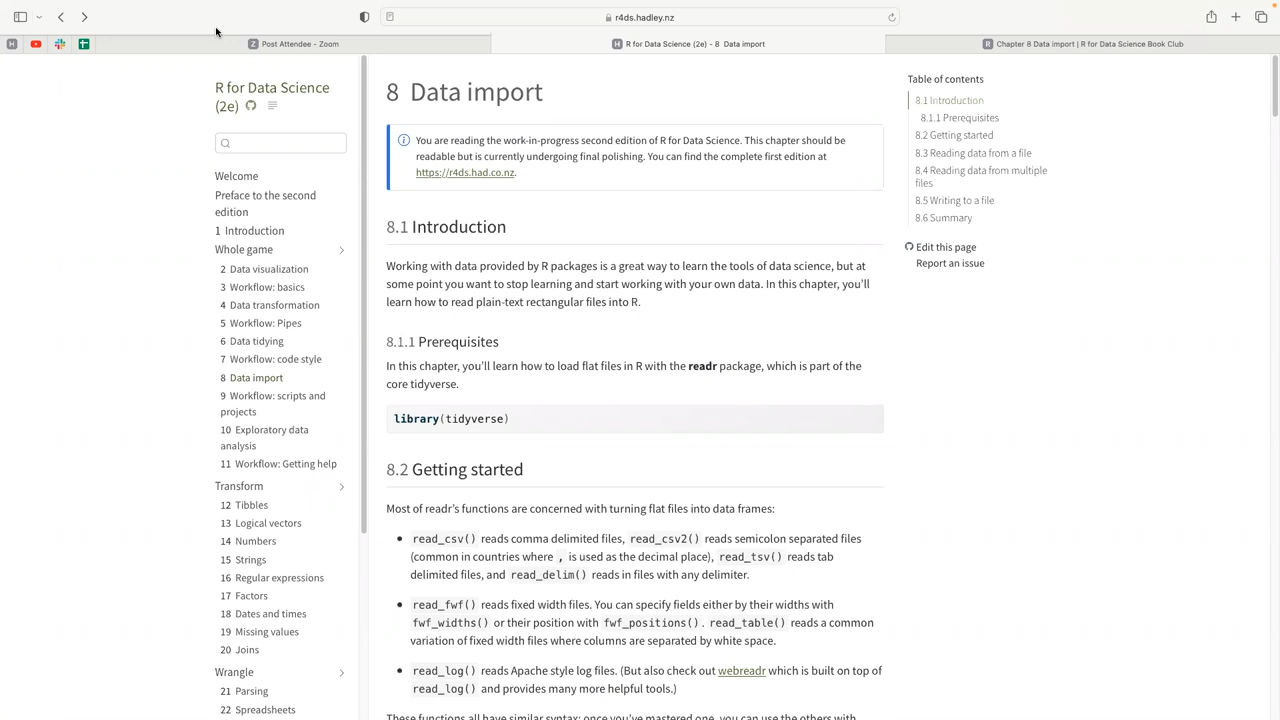 r4ds.hadley.nz
H
Z Post Attendee - Zoom
H R for Data Science (2e) - 8 Data import
R Chapter 8 Data import | R for Data Science Book Club
R for Data Science
(2e)
Welcome
Preface to the second
edition
1 Introduction
Whole game
2 Data visualization
3 Workflow: basics
4 Data transformation
5 Workflow: Pipes
6 Data tidying
7 Workflow: code style
8 Data import
9 Workflow: scripts and
projects
10 Exploratory data
analysis
11 Workflow: Getting help
Transform
12 Tibbles
13 Logical vectors
14 Numbers
15 Strings
16 Regular expressions
17 Factors
18 Dates and times
19 Missing values
20 Joins
Wrangle
21 Parsing
22 Spreadsheets
8 Data import
You are reading the work-in-progress second edition of R for Data Science. This chapter should be
readable but is currently undergoing final polishing. You can find the complete first edition at
https://r4ds.had.co.nz.
8.1 Introduction
Working with data provided by R packages is a great way to learn the tools of data science, but at
some point you want to stop learning and start working with your own data. In this chapter, you'll
learn how to read plain-text rectangular files into R.
8.1.1 Prerequisites
In this chapter, you'll learn how to load flat files in R with the readr package, which is part of the
core tidyverse.
library(tidyverse)
8.2 Getting started
Most of readr's functions are concerned with turning flat files into data frames:
• read_csv() reads comma delimited files, read_csv2() reads semicolon separated files
(common in countries where , is used as the decimal place), read_tsv() reads tab
delimited files, and read_delim() reads in files with any delimiter.
• read_fwf() reads fixed width files. You can specify fields either by their widths with
fwf_widths() or their position with fwf_positions(). read_table() reads a common
variation of fixed width files where columns are separated by white space.
• read_log() reads Apache style log files. (But also check out webreadr which is built on top of
read_log() and provides many more helpful tools.)
These functions all have similar syntax: once you've mastered one, you can use the others with
Table of contents
8.1 Introduction
8.1.1 Prerequisites
8.2 Getting started
8.3 Reading data from a file
8.4 Reading data from multiple
files
8.5 Writing to a file
8.6 Summary
Edit this page
Report an issue